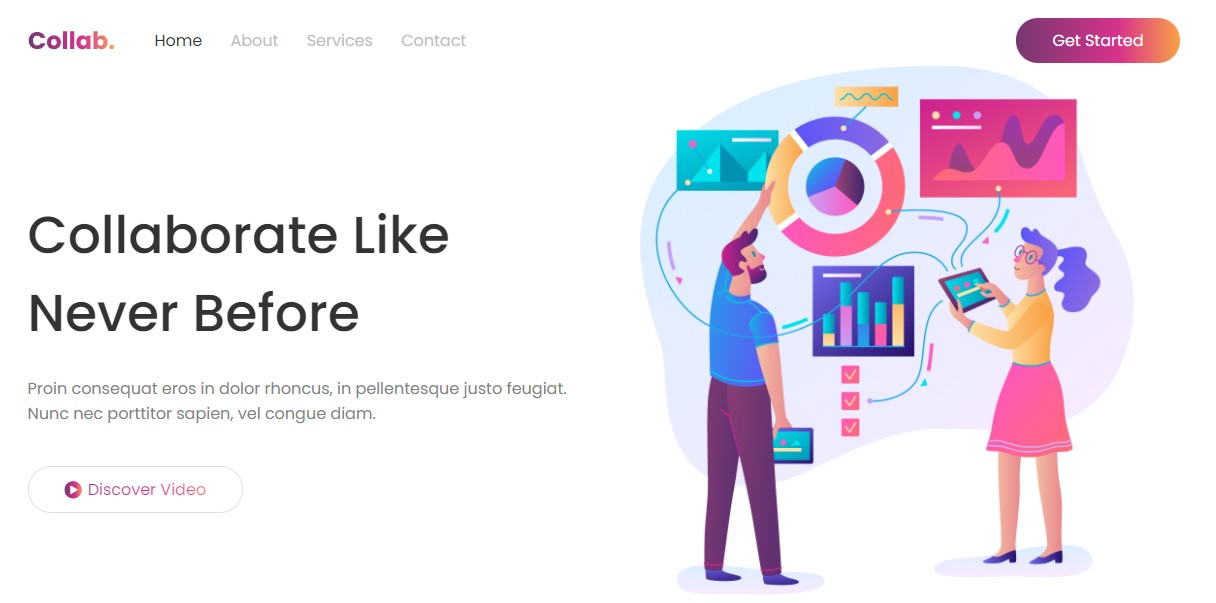 Collab.
Home
About
Services
Contact
Get Started
Collaborate Like
Never Before
Proin consequat eros in dolor rhoncus, in pellentesque justo feugiat.
Nunc nec porttitor sapien, vel congue diam.
Discover Video